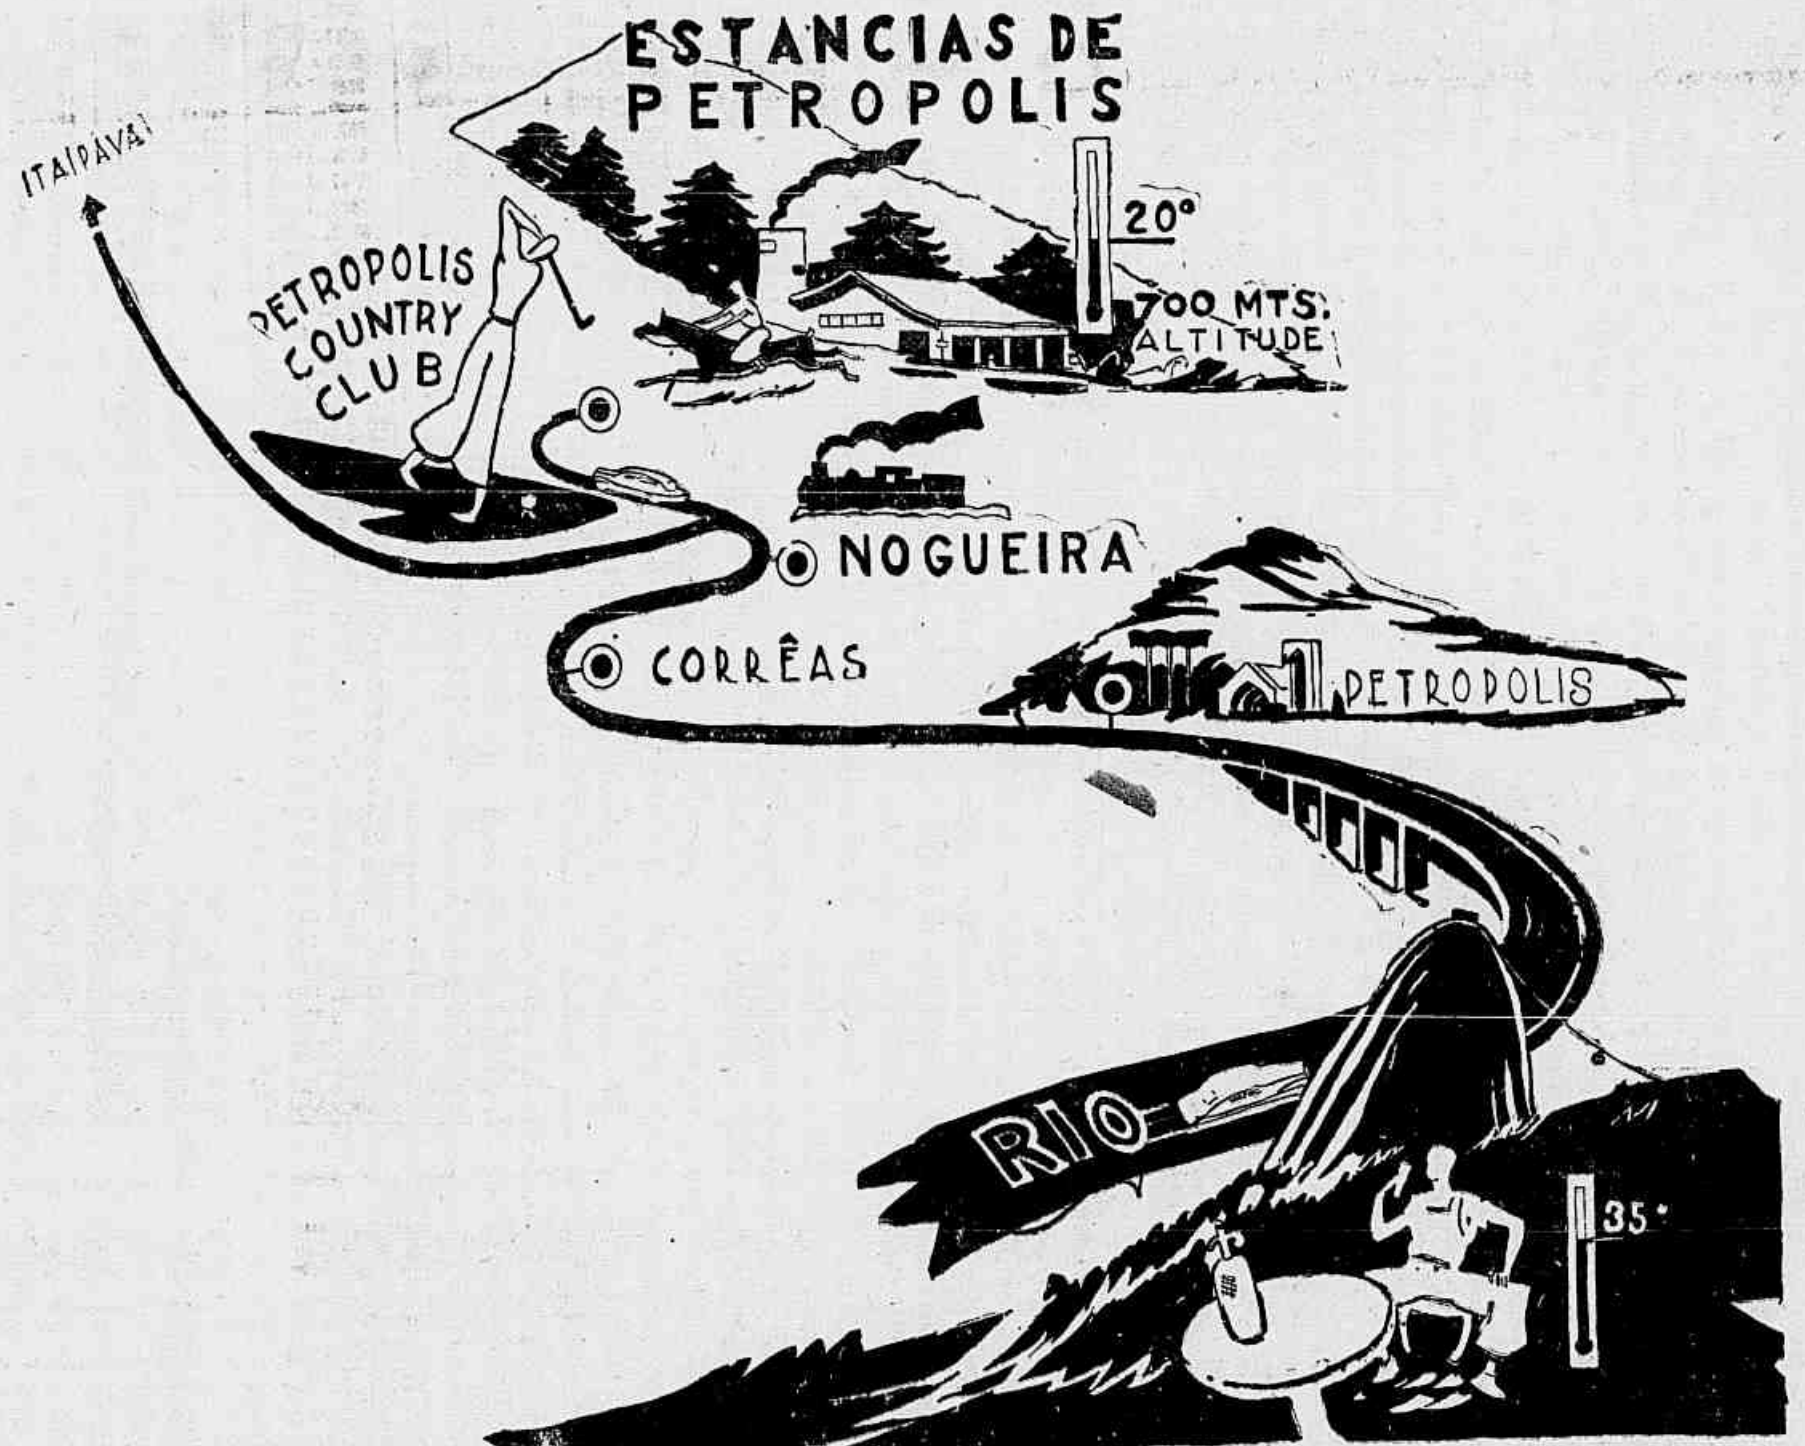 ESTANCIAS DE
PETROPOLIS
ITAIPAVA
20°
PETROPOLIS
COUNTRY
CLUB
700 MTS.
ALTITUDE
NOGUEIRA
CORRÊAS
PETROPOLIS
RIO
35°